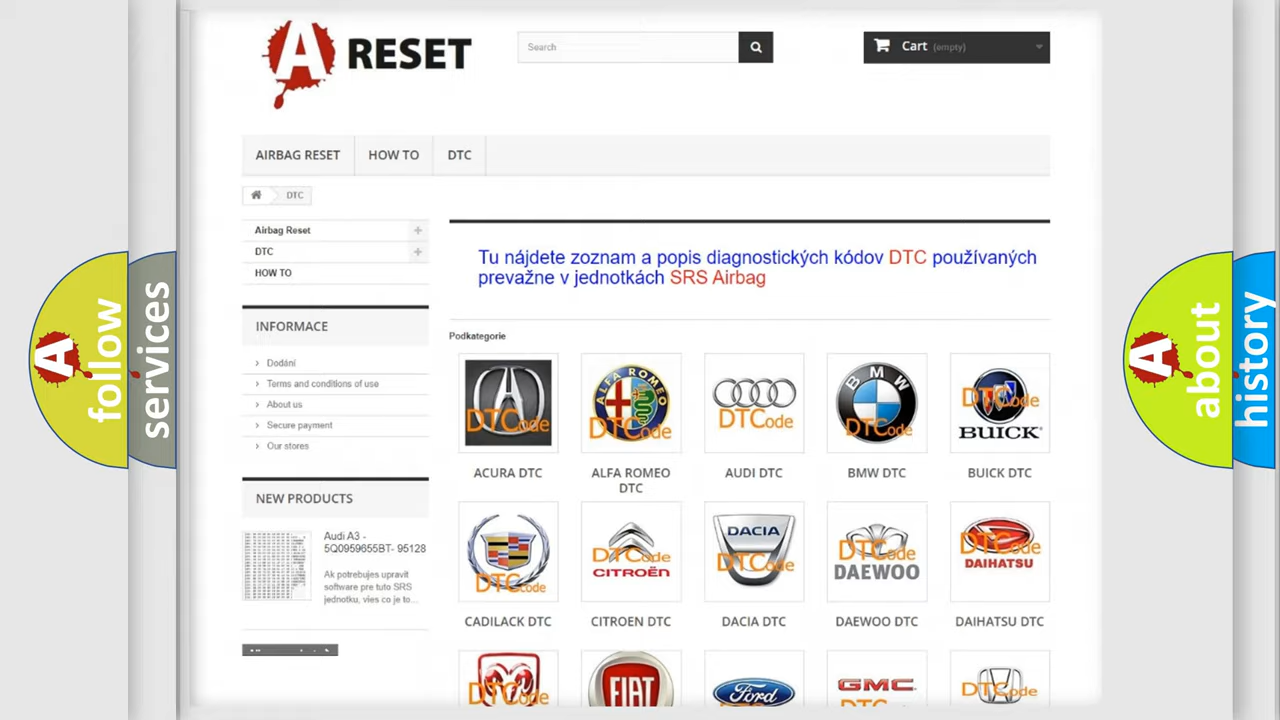 A RESET
Search
Cart (empty)
AIRBAG RESET
HOW TO
DTC
DTC
Airbag Reset
DTC
HOW TO
INFORMACE
Dodání
Terms and conditions of use
About us
Secure payment
Our stores
NEW PRODUCTS
Audi A3 -
5Q0959655BT- 95128
Ak potrebujes upravit
software pre tuto SRS
jednotku, vies co je to...
Tu nájdete zoznam a popis diagnostických kódov DTC používaných
prevažne v jednotkách SRS Airbag
Podkategorie
DTCode
ALFA ROMEO
DTCode
DTCode
BMW
DTCode
DTCode
BUICK
ACURA DTC
ALFA ROMEO
DTC
AUDI DTC
BMW DTC
BUICK DTC
DTCode
DTCode
CITROËN
DACIA
DTCode
DTCode
DAEWOO
DTCode
DAIHATSU
CADILACK DTC
CITROEN DTC
DACIA DTC
DAEWOO DTC
DAIHATSU DTC
DTCode
FIAT
Ford
GMC
DTCode
A
follow
services
A
about
history